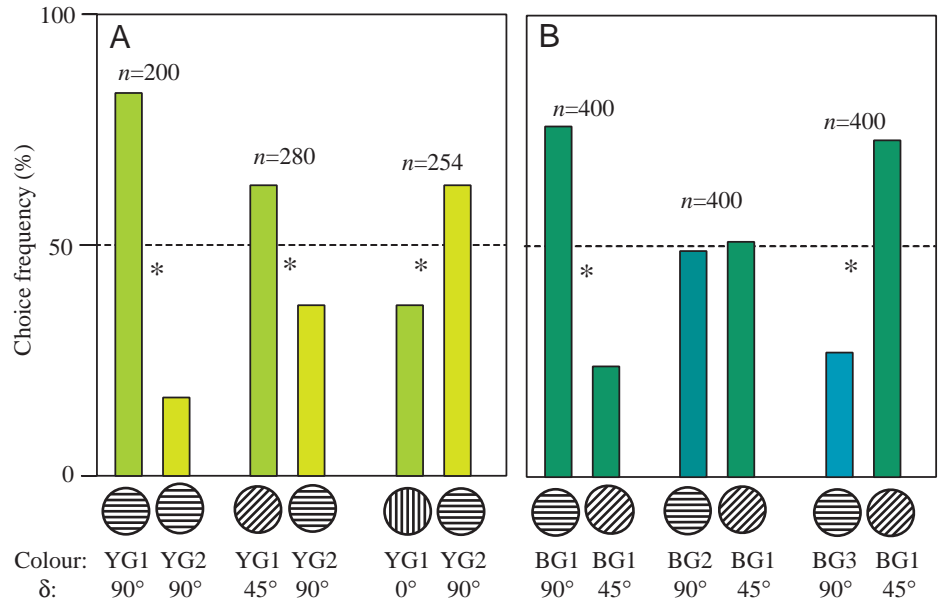 100
A
B
n=200
n=400
n=400
n=280
n=254
n=400
50
*
*
*
*
*
Choice frequency (%)
0
Colour: YG1 YG2 YG1 YG2 YG1 YG2 BG1 BG1 BG2 BG1 BG3 BG1
δ: 90° 90° 45° 90° 0° 90° 90° 45° 90° 45° 90° 45°